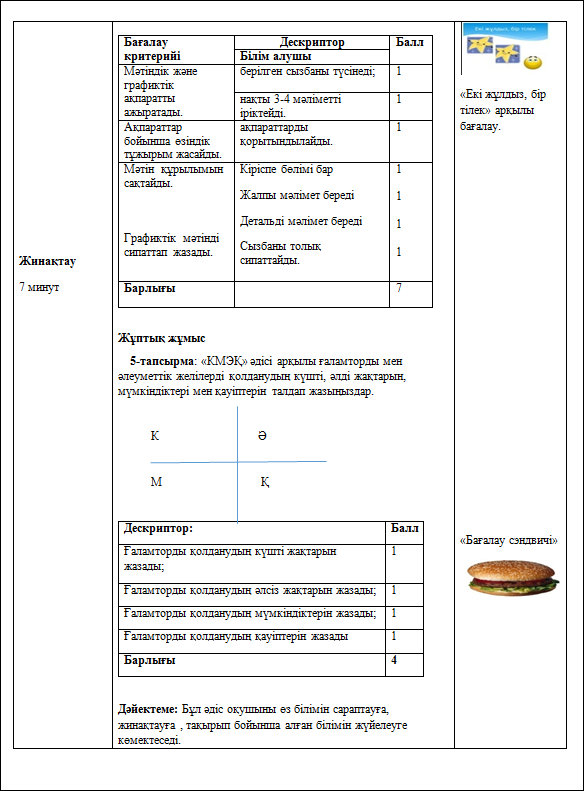 Бағалау критерийі Дескриптор Балл
Білім алушы
Мәтіндік және графиктік ақпаратты ажыратады.
берілген сызбаны түсінеді; 1
нақты 3-4 мәліметті іріктейді. 1
Ақпараттар бойынша өзіндік тұжырым жасайды.
ақпараттарды қорытындылайды. 1
Мәтін құрылымын сақтайды.
Кіріспе бөлімі бар 1
Жалпы мәлімет береді 1
Детальді мәлімет береді 1
Графиктік мәтінді сипаттап жазады.
Сызбаны толық сипаттайды. 1
Барлығы 7
Екі жұлдыз, бір тілек
«Екі жұлдыз, бір
тілек» арқылы
бағалау.
Жинақтау
7 минут
Жұптық жұмыс
5-тапсырма: «КМЭҚ» әдісі арқылы ғаламторды мен
әлеуметтік желілерді қолданудың күшті, әлді жақтарын,
мүмкіндіктері мен қауіптерін талдап жазыңыздар.
К Ә
М Қ
Дескриптор: Балл
Ғаламторды қолданудың күшті жақтарын
жазады; 1
Ғаламторды қолданудың әлсіз жақтарын жазады; 1
Ғаламторды қолданудың мүмкіндіктерін жазады; 1
Ғаламторды қолданудың қауіптерін жазады 1
Барлығы 4
«Бағалау сэндвичі»
Дәйектеме: Бұл әдіс оқушыны өз білімін сараптауға,
жинақтауға , тақырып бойынша алған білімін жүйелеуге
көмектеседі.